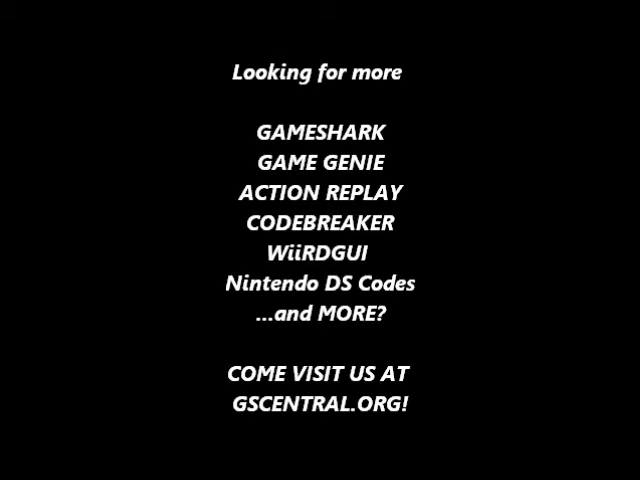 Looking for more
GAMESHARK
GAME GENIE
ACTION REPLAY
CODEBREAKER
WiiRDGUI
Nintendo DS Codes
...and MORE?
COME VISIT US AT
GSCENTRAL.ORG!